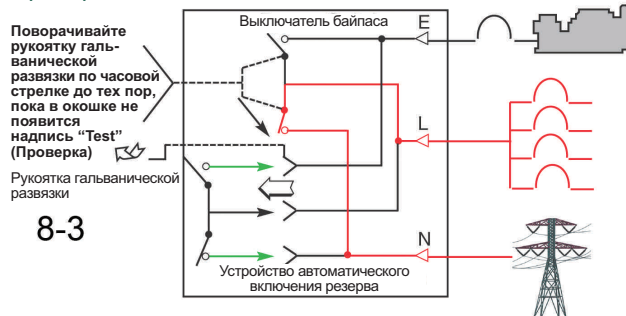 Поворачивайте
рукоятку галь-
ванической
развязки по часовой
стрелке до тех пор,
пока в окошке не
появится
надпись “Test”
(Проверка)
Рукоятка гальванической
развязки
8-3
Выключатель байпаса
E
L
N
Устройство автоматического
включения резерва